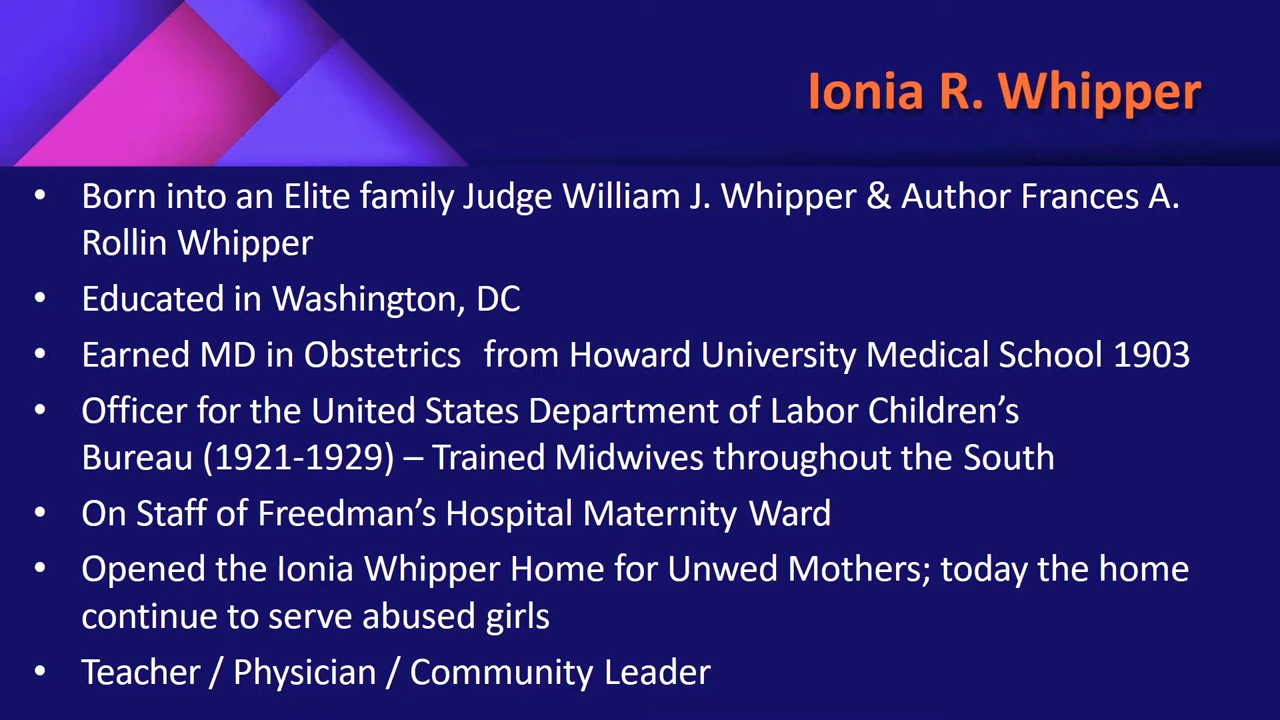 Ionia R. Whipper
• Born into an Elite family Judge William J. Whipper & Author Frances A.
Rollin Whipper
• Educated in Washington, DC
• Earned MD in Obstetrics  from Howard University Medical School 1903
• Officer for the United States Department of Labor Children’s
Bureau (1921-1929) – Trained Midwives throughout the South
• On Staff of Freedman’s Hospital Maternity Ward
• Opened the Ionia Whipper Home for Unwed Mothers; today the home
continue to serve abused girls
• Teacher / Physician / Community Leader